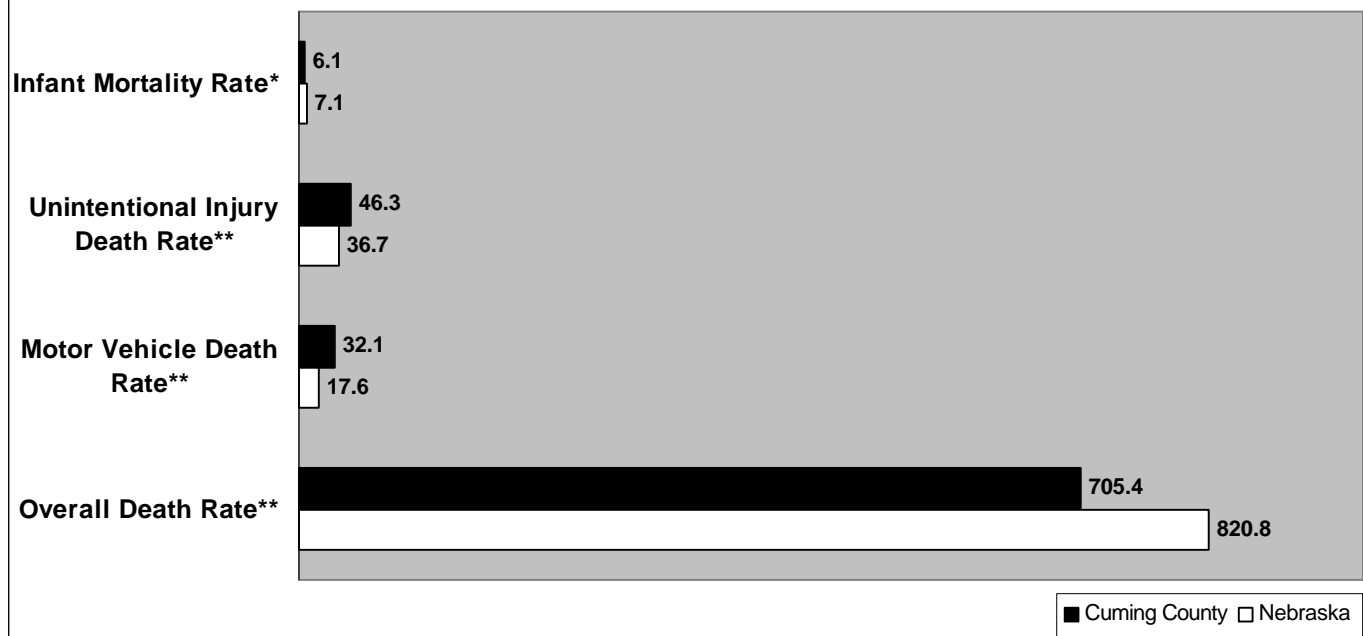 Infant Mortality Rate*
6.1
7.1
Unintentional Injury
Death Rate**
46.3
36.7
Motor Vehicle Death
Rate**
32.1
17.6
Overall Death Rate**
705.4
820.8
Cuming County Nebraska